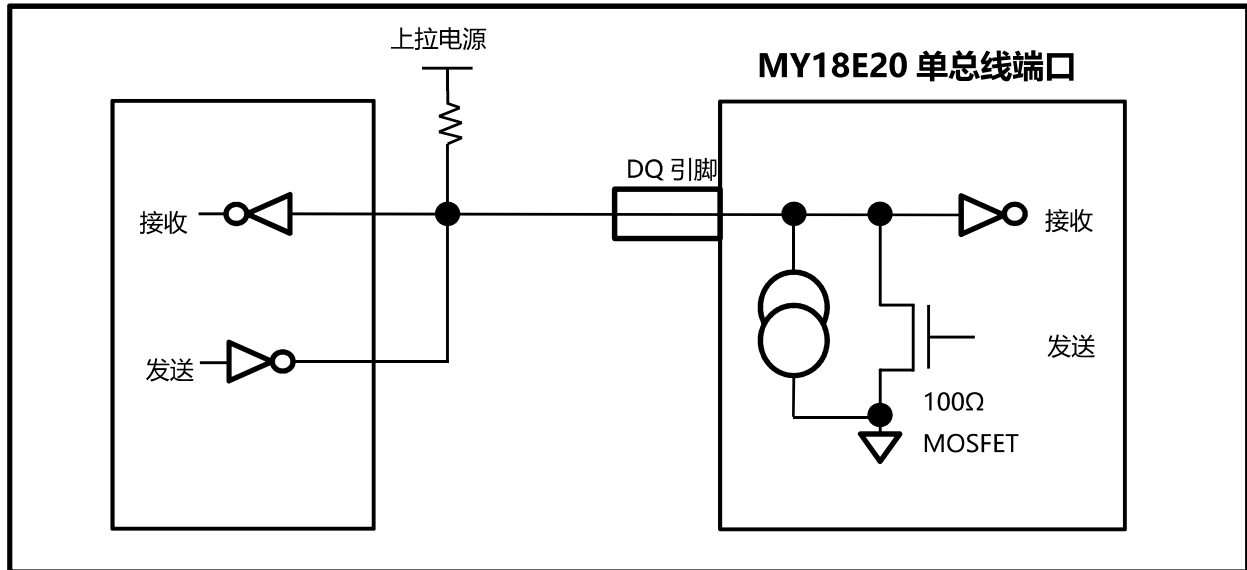 上拉电源
MY18E20 单总线端口
DQ 引脚
接收
接收
发送
发送
100Ω
MOSFET